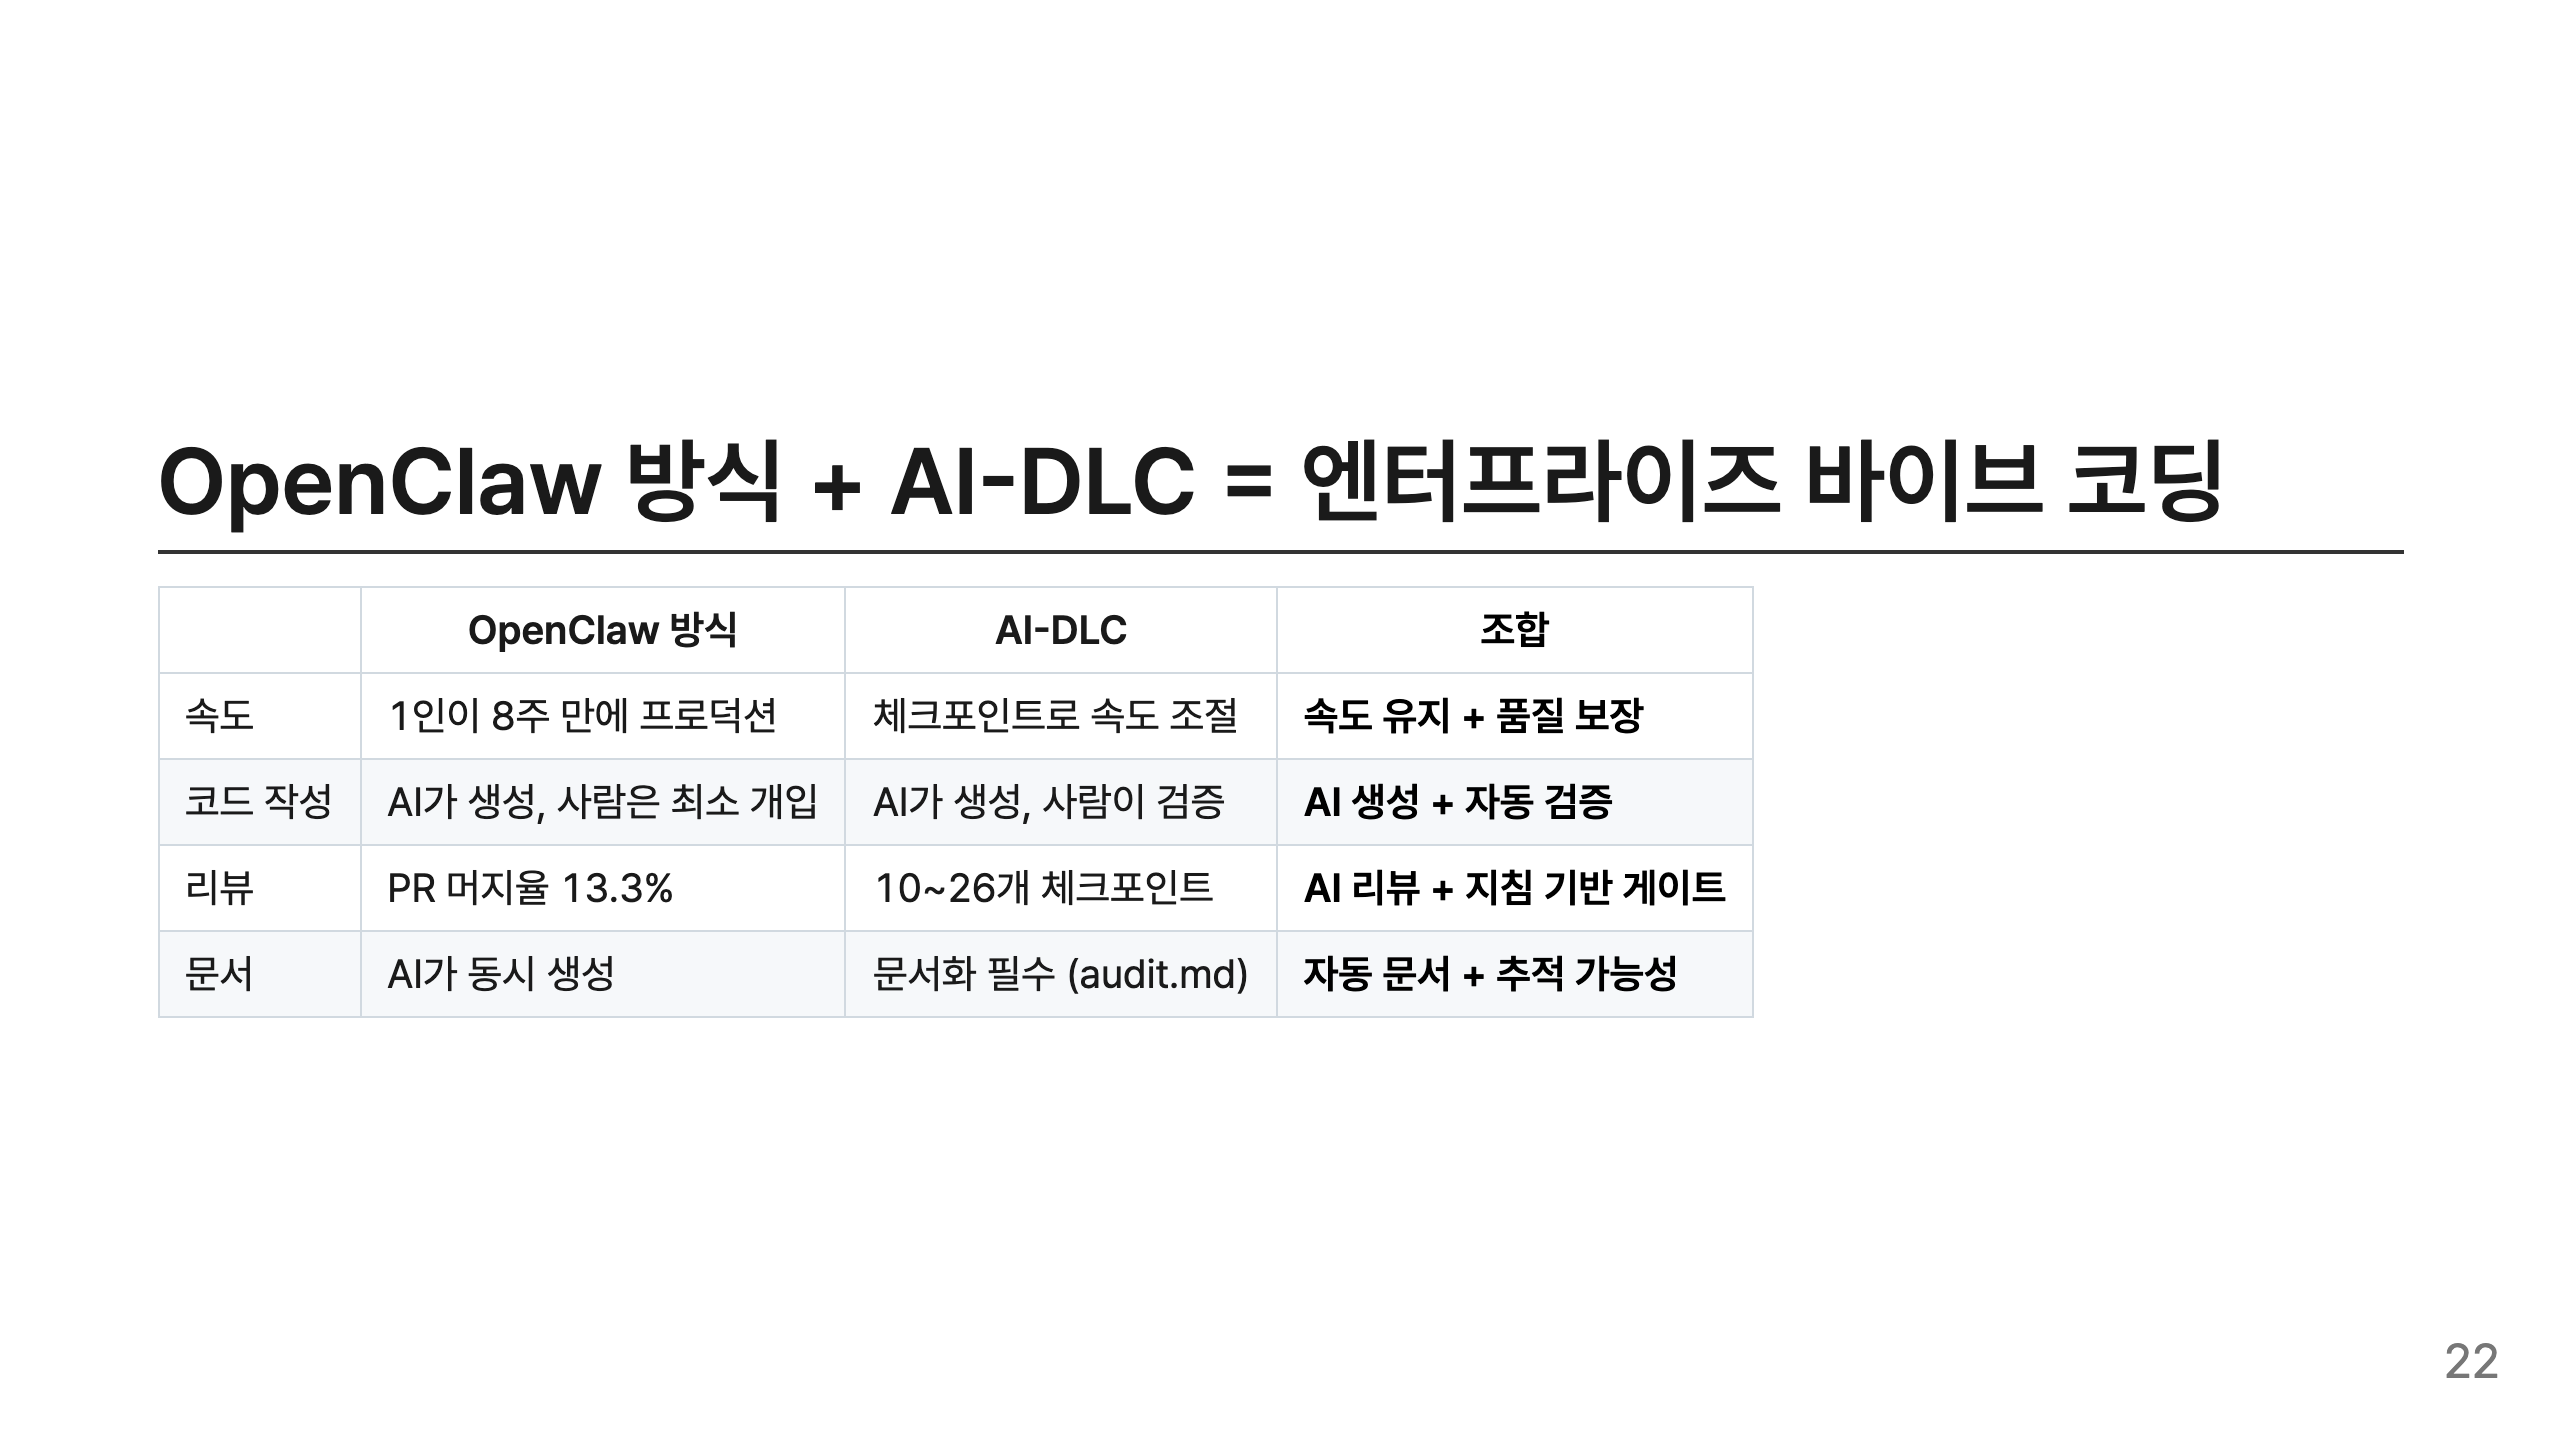 OpenClaw 방식 + AI-DLC = 엔터프라이즈 바이브 코딩
OpenClaw 방식 AI-DLC 조합
속도 1인이 8주 만에 프로덕션 체크포인트로 속도 조절 속도 유지 + 품질 보장
코드 작성 AI가 생성, 사람은 최소 개입 AI가 생성, 사람이 검증 AI 생성 + 자동 검증
리뷰 PR 머지율 13.3% 10~26개 체크포인트 AI 리뷰 + 지침 기반 게이트
문서 AI가 동시 생성 문서화 필수 (audit.md) 자동 문서 + 추적 가능성
22